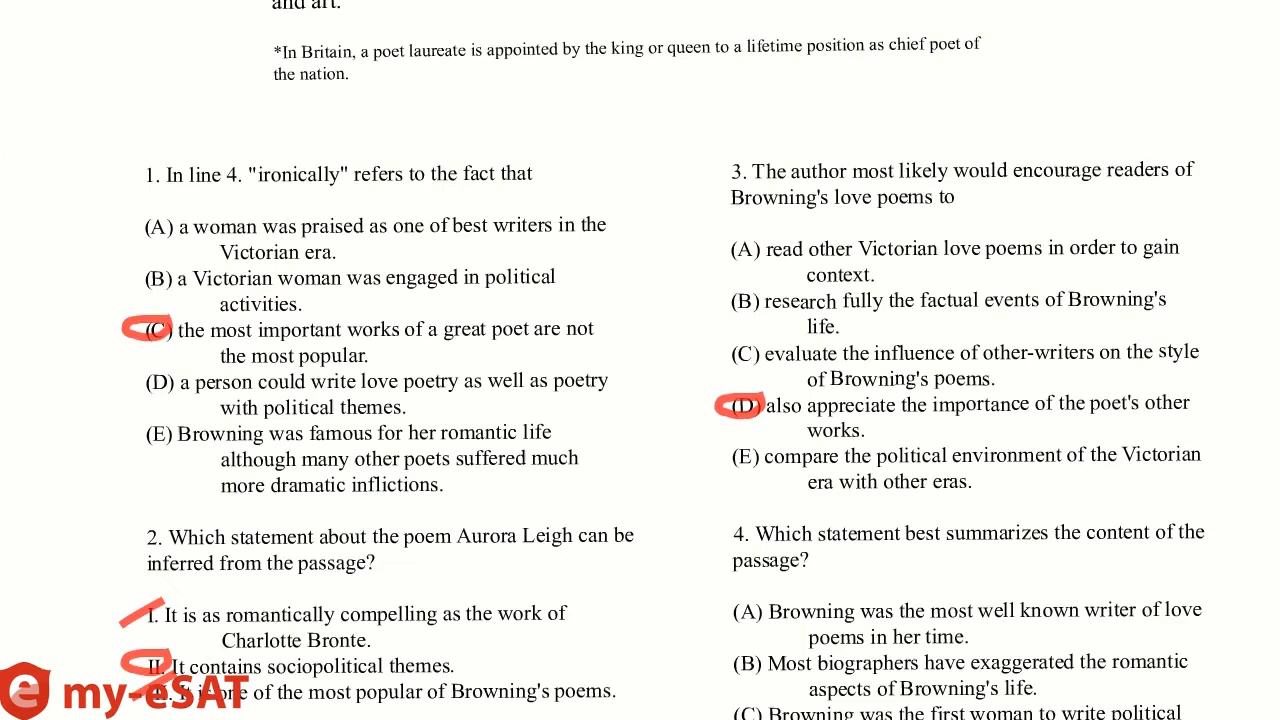 and art.
*In Britain, a poet laureate is appointed by the king or queen to a lifetime position as chief poet of
the nation.
1. In line 4. "ironically" refers to the fact that
(A) a woman was praised as one of best writers in the
Victorian era.
(B) a Victorian woman was engaged in political
activities.
(C) the most important works of a great poet are not
the most popular.
(D) a person could write love poetry as well as poetry
with political themes.
(E) Browning was famous for her romantic life
although many other poets suffered much
more dramatic inflictions.
2. Which statement about the poem Aurora Leigh can be
inferred from the passage?
I. It is as romantically compelling as the work of
Charlotte Bronte.
II. It contains sociopolitical themes.
It is one of the most popular of Browning's poems.
my-eSAT
3. The author most likely would encourage readers of
Browning's love poems to
(A) read other Victorian love poems in order to gain
context.
(B) research fully the factual events of Browning's
life.
(C) evaluate the influence of other-writers on the style
of Browning's poems.
(D) also appreciate the importance of the poet's other
works.
(E) compare the political environment of the Victorian
era with other eras.
4. Which statement best summarizes the content of the
passage?
(A) Browning was the most well known writer of love
poems in her time.
(B) Most biographers have exaggerated the romantic
aspects of Browning's life.
(C) Browning was the first woman to write political